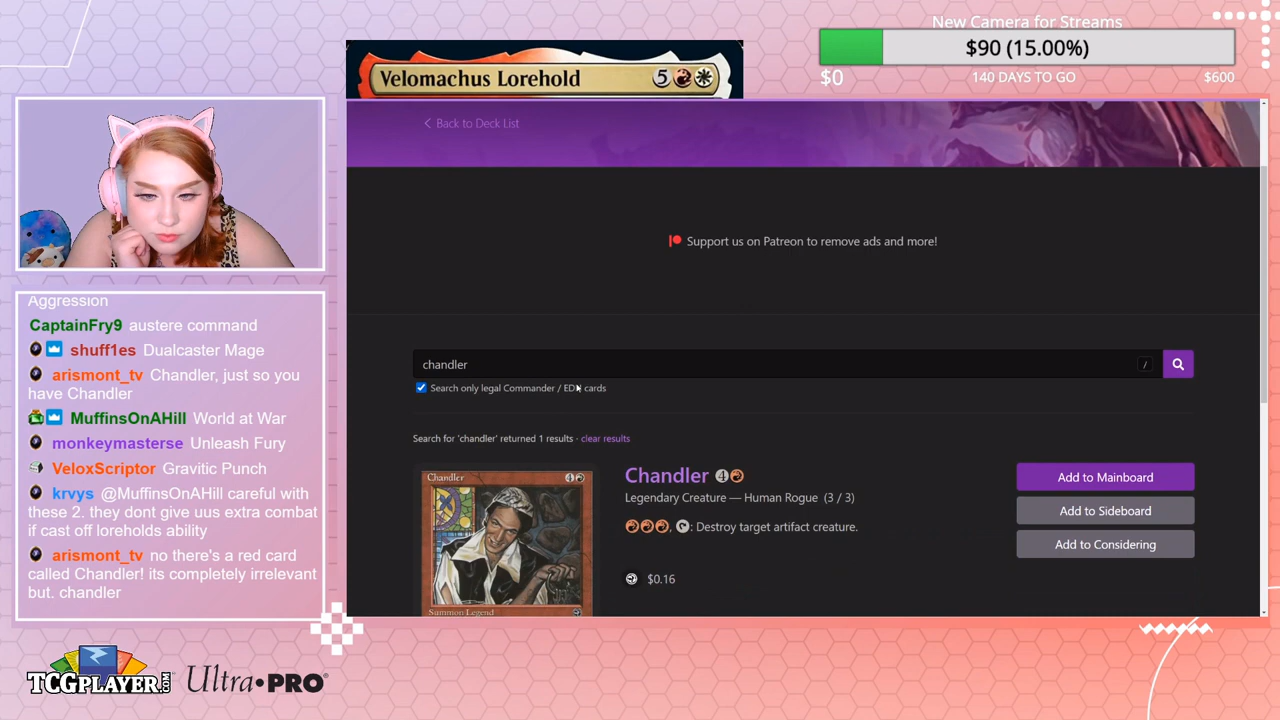 New Camera for Streams
$90 (15.00%)
$0
140 DAYS TO GO
$600
Velomachus Lorehold 5
Back to Deck List
Support us on Patreon to remove ads and more!
chandler
/
Search only legal Commander / EDH cards
Search for 'chandler' returned 1 results · clear results
Chandler 4
Summon Legend
Chandler 4
Legendary Creature — Human Rogue (3 / 3)
: Destroy target artifact creature.
$0.16
Add to Mainboard
Add to Sideboard
Add to Considering
Aggression
CaptainFry9 austere command
shuff1es Dualcaster Mage
arismont_tv Chandler, just so you
have Chandler
MuffinsOnAHill World at War
monkeymasterse Unleash Fury
VeloxScriptor Gravitic Punch
krvys @MuffinsOnAHill careful with
these 2. they dont give uus extra combat
if cast off loreholds ability
arismont_tv no there's a red card
called Chandler! its completely irrelevant
but. chandler
TCGPLAYER.COM
Ultra•PRO